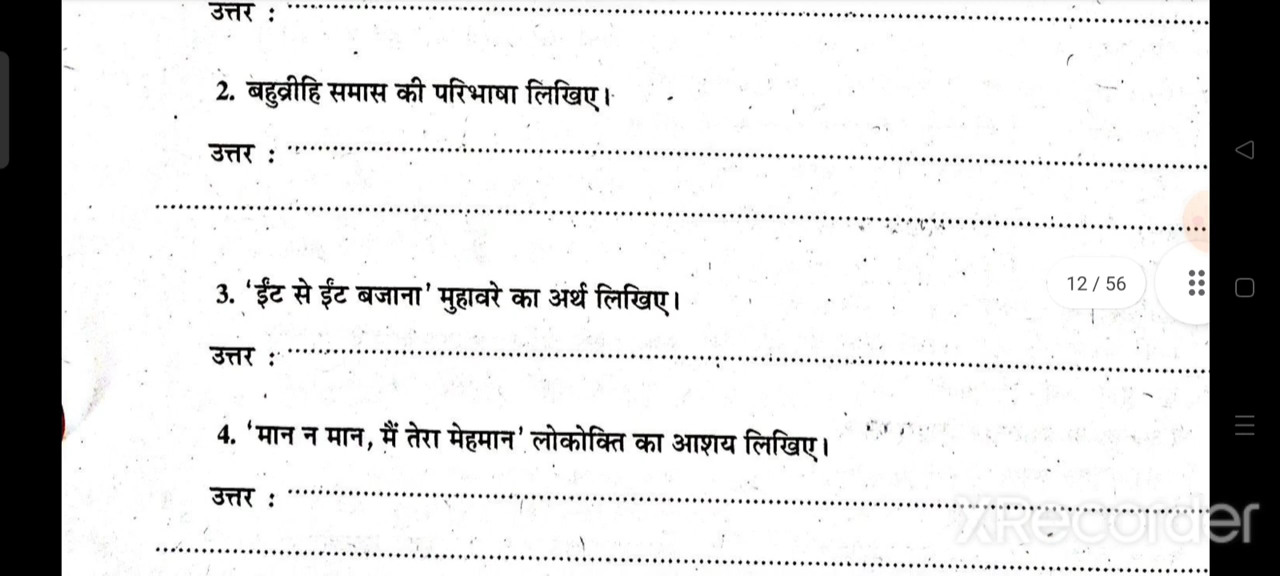 उत्तर :
2. बहुव्रीहि समास की परिभाषा लिखिए।
उत्तर :
3. 'ईंट से ईंट बजाना' मुहावरे का अर्थ लिखिए।
12 / 56
उत्तर :
4. 'मान न मान, मैं तेरा मेहमान' लोकोक्ति का आशय लिखिए।
उत्तर :
XRecorder